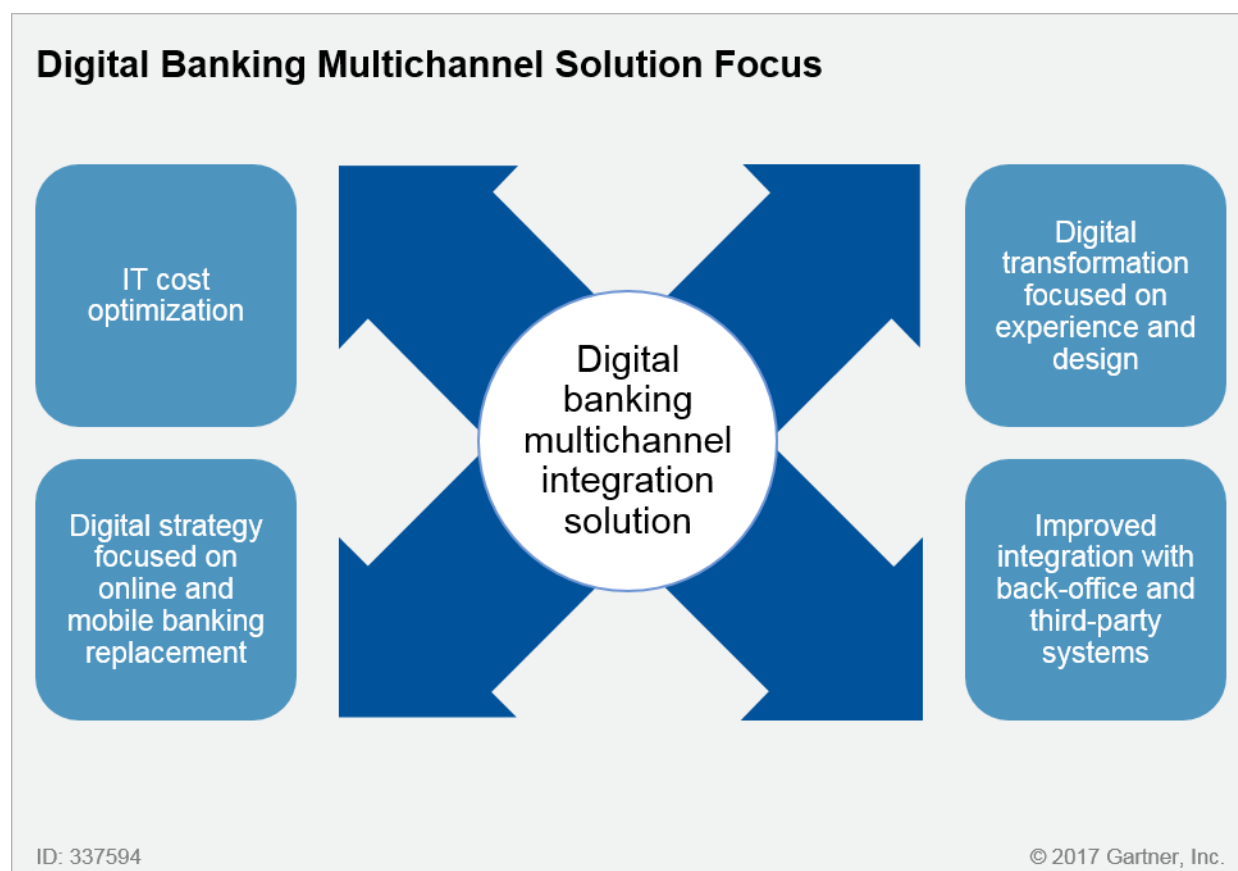 Digital Banking Multichannel Solution Focus
IT cost
optimization
Digital strategy
focused on
online and
mobile banking
replacement
Digital
banking
multichannel
integration
solution
Digital
transformation
focused on
experience and
design
Improved
integration with
back-office and
third-party
systems
ID: 337594
© 2017 Gartner, Inc.